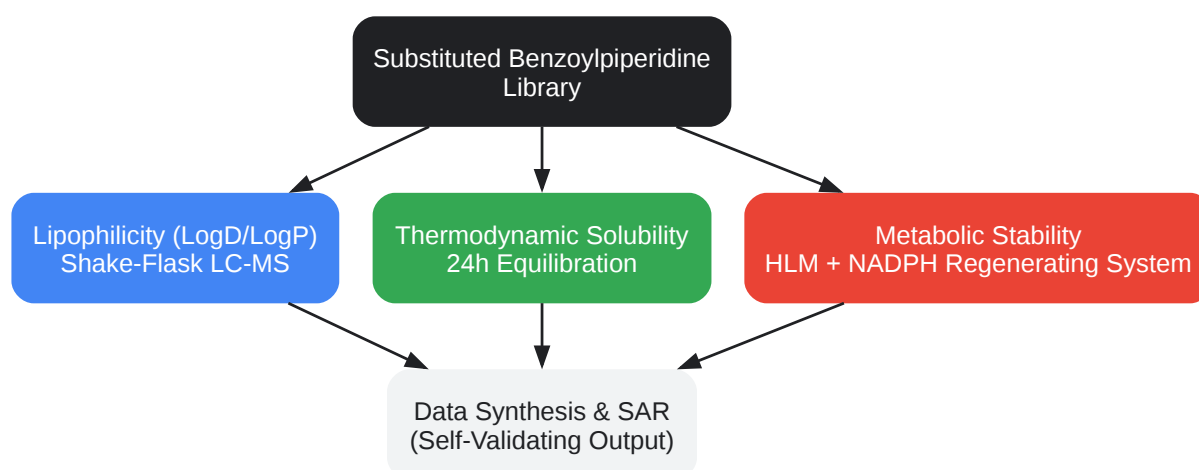 Substituted Benzoylpiperidine
Library
Lipophilicity (LogD/LogP)
Shake-Flask LC-MS
Thermodynamic Solubility
24h Equilibration
Metabolic Stability
HLM + NADPH Regenerating System
Data Synthesis & SAR
(Self-Validating Output)